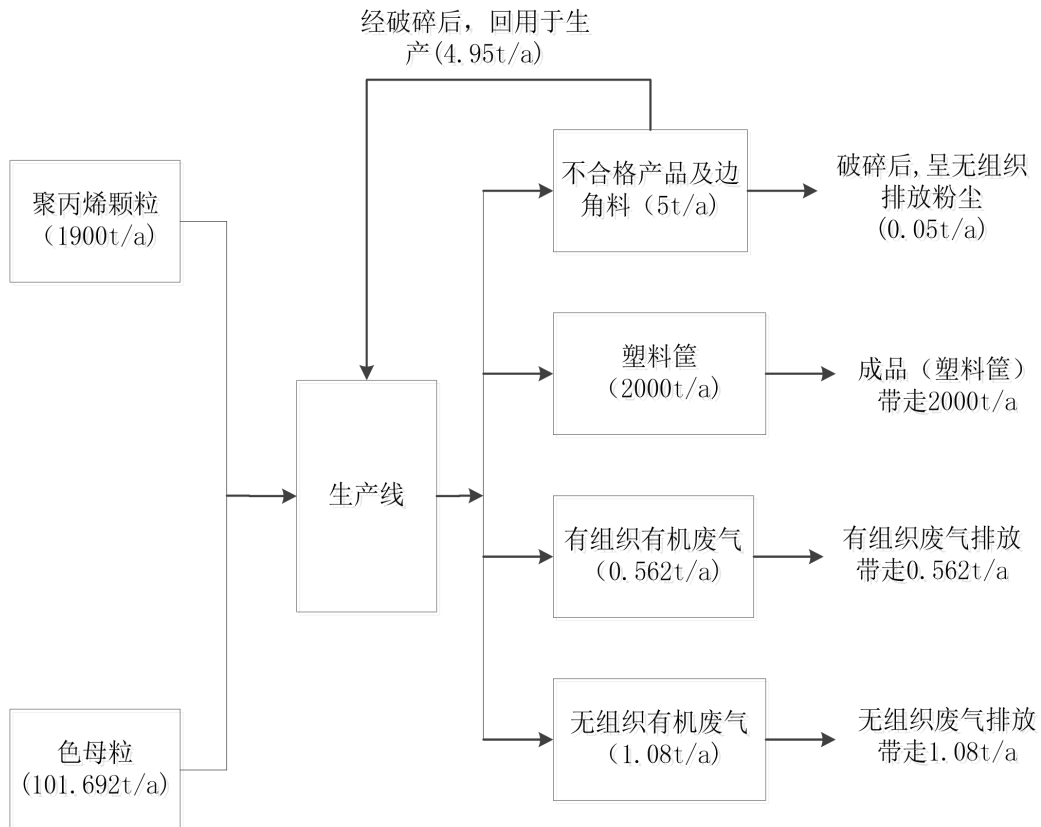 经破碎后，回用于生
产(4.95t/a)
聚丙烯颗粒
（1900t/a)
不合格产品及边
角料（5t/a)
破碎后,呈无组织
排放粉尘
(0.05t/a)
塑料筐
（2000t/a)
成品（塑料筐）
带走2000t/a
生产线
有组织有机废气
（0.562t/a)
有组织废气排放
带走0.562t/a
色母粒
(101.692t/a)
无组织有机废气
（1.08t/a)
无组织废气排放
带走1.08t/a